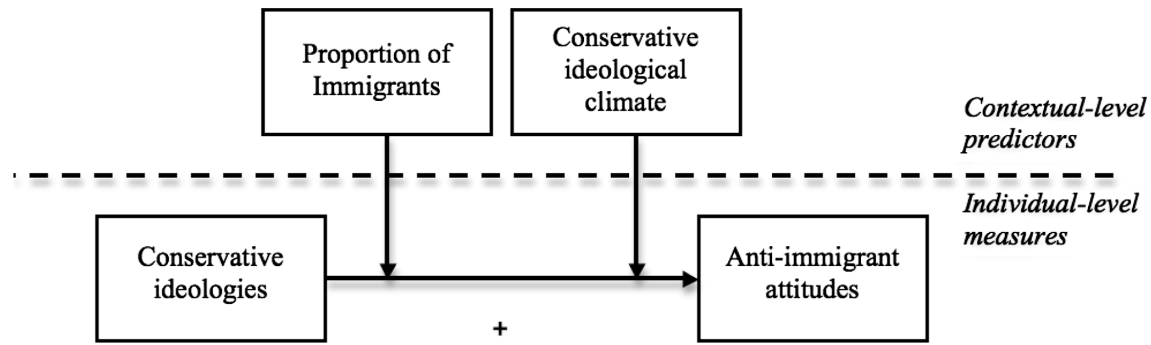 Proportion of
Immigrants
Conservative
ideological
climate
Contextual-level
predictors
Individual-level
measures
Conservative
ideologies
Anti-immigrant
attitudes
+